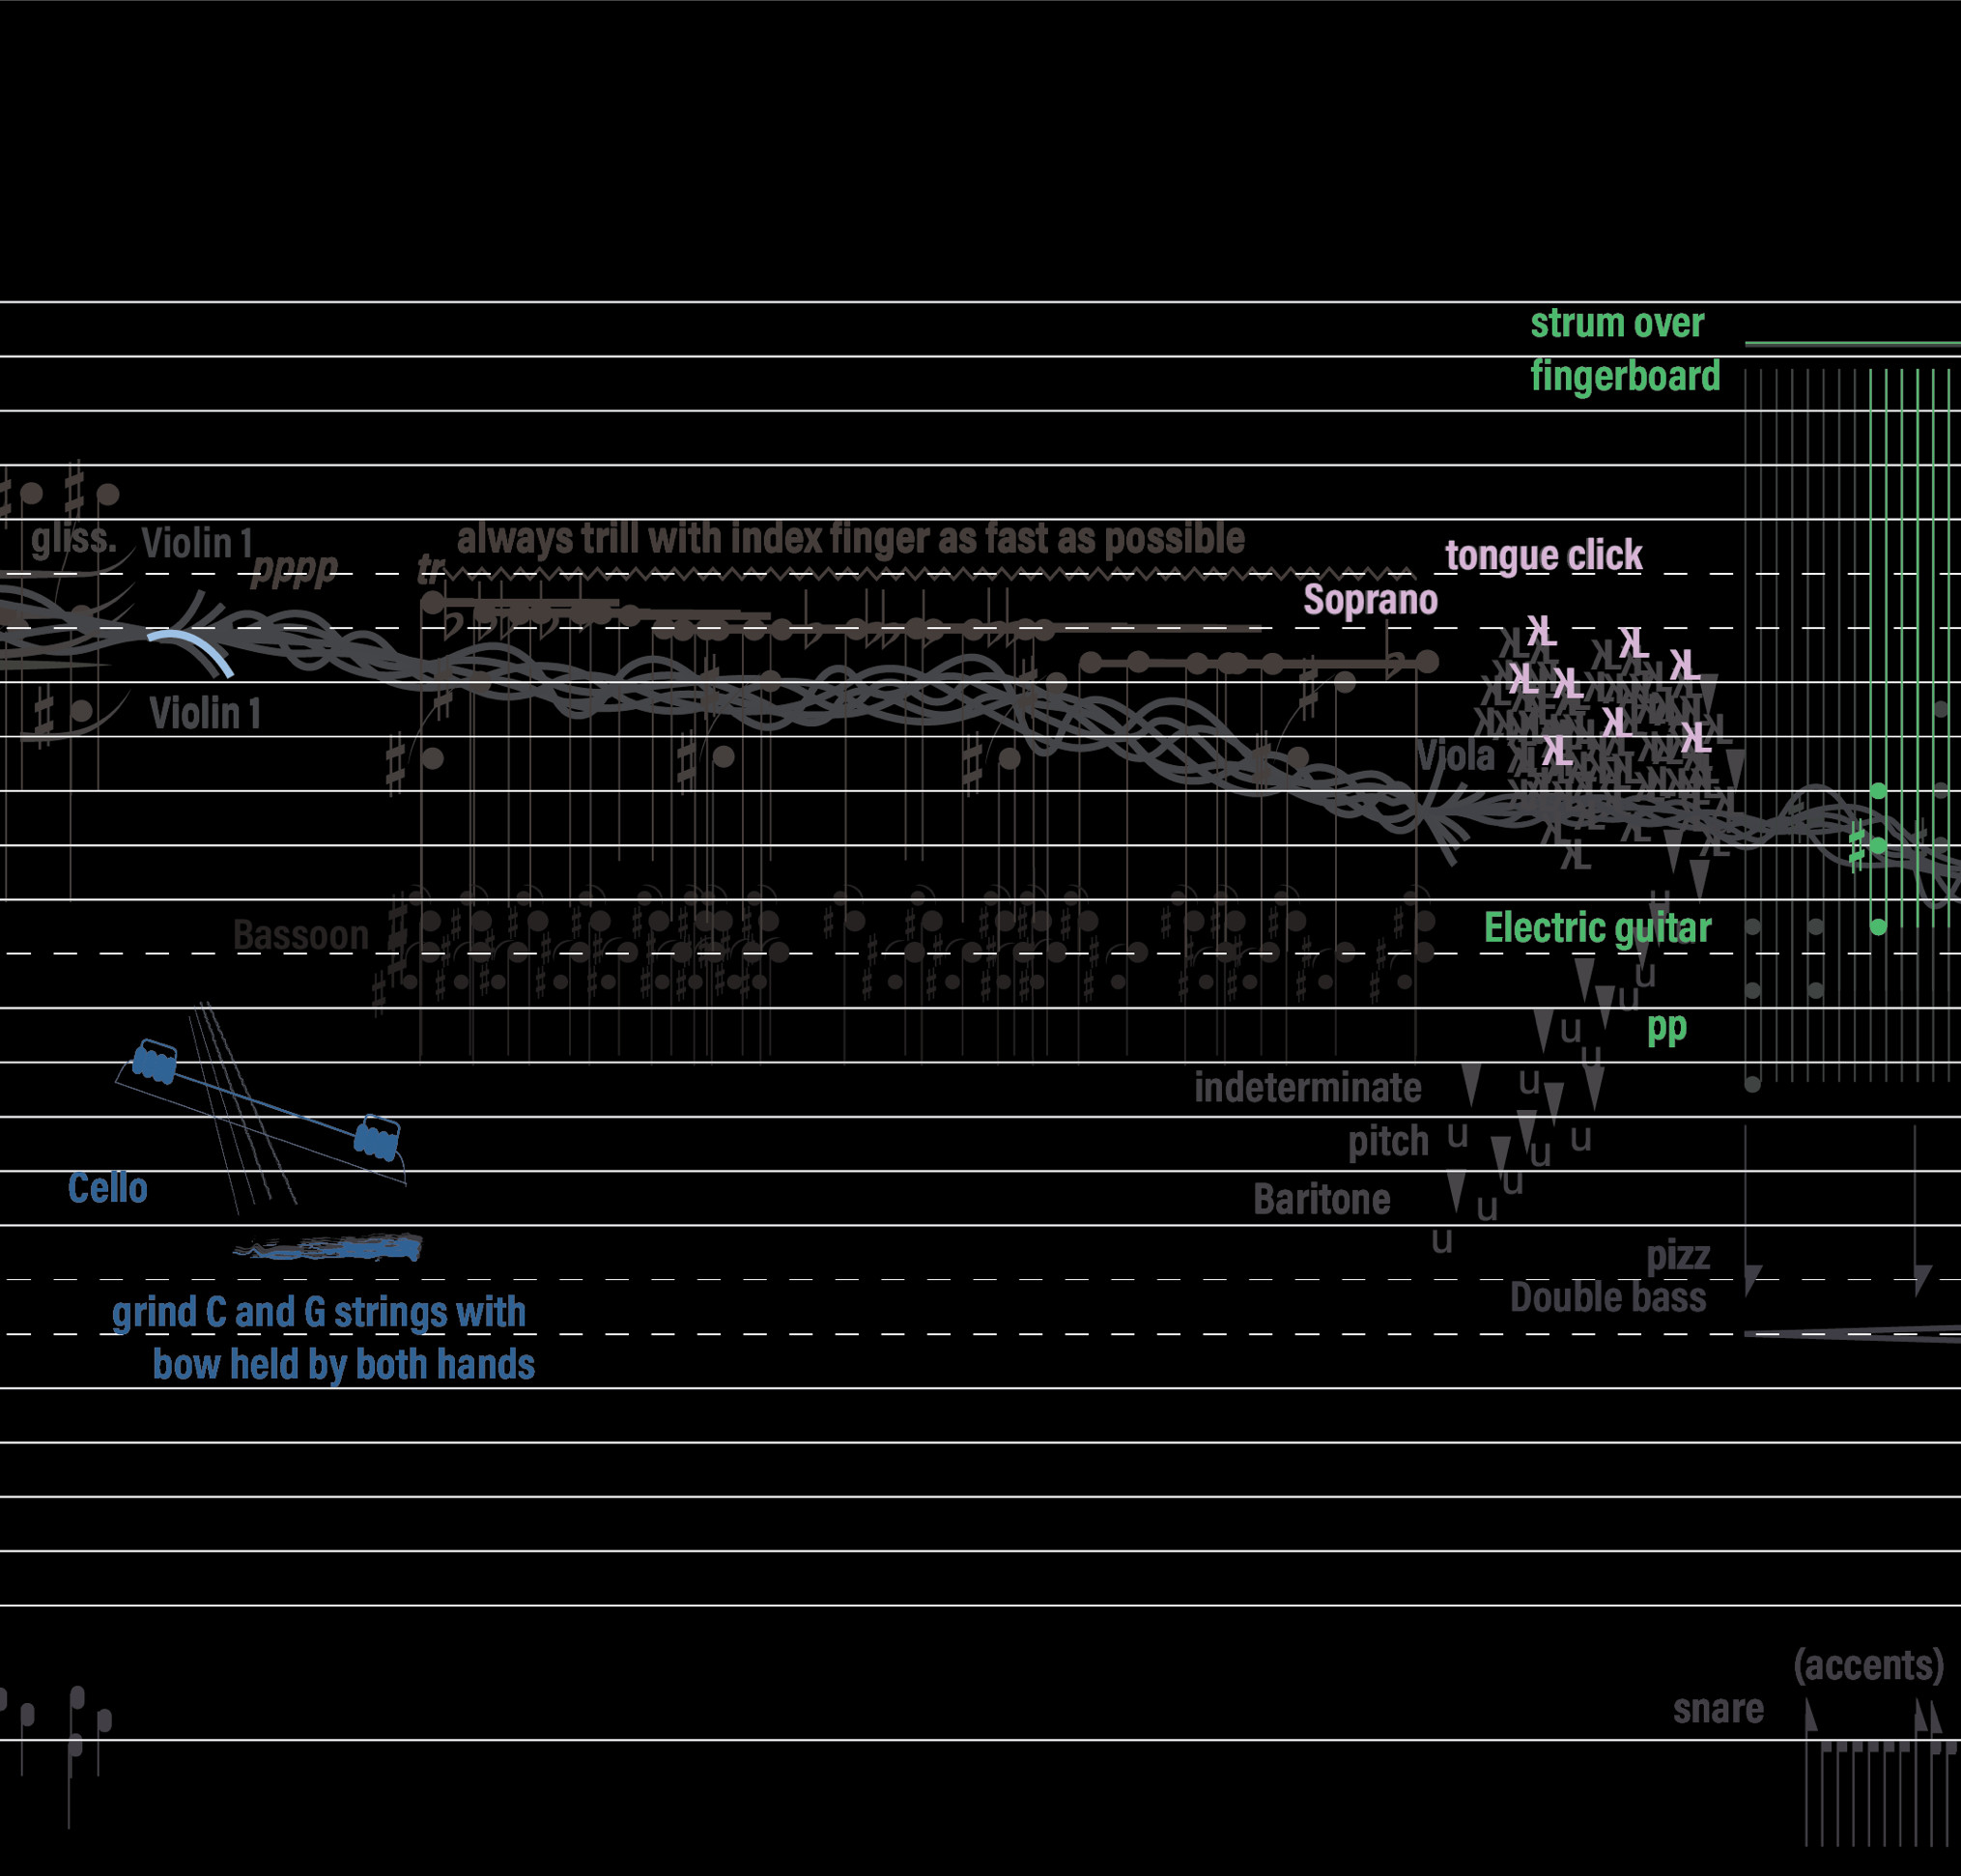 strum over
fingerboard
gliss.
Violin 1
pppp
tr
always trill with index finger as fast as possible
tongue click
Soprano
Violin 1
Viola
Bassoon
Electric guitar
u
u
pp
u
u
indeterminate
u
pitch
u
u
u
Cello
Baritone
u
u
u
pizz
Double bass
grind C and G strings with
bow held by both hands
(accents)
snare